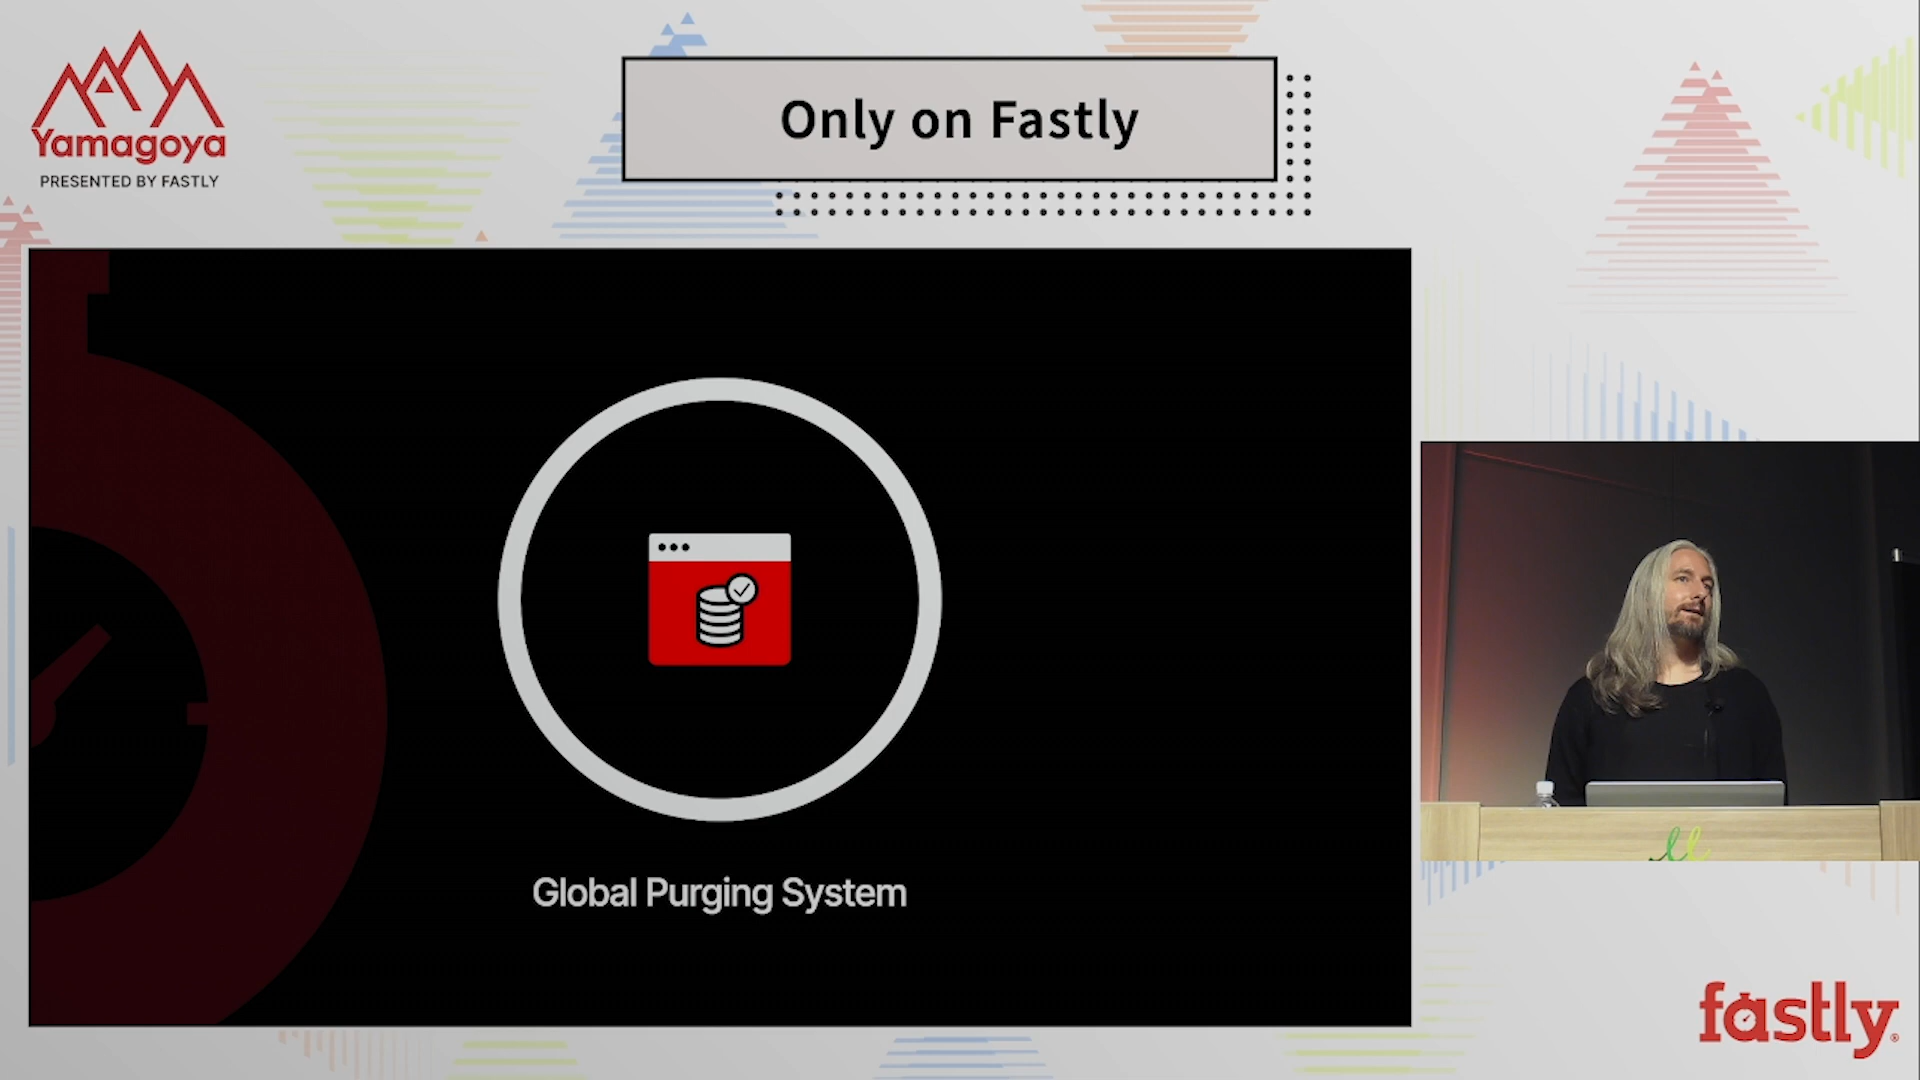 Yamagoya
PRESENTED BY FASTLY
Only on Fastly
Global Purging System
fastly